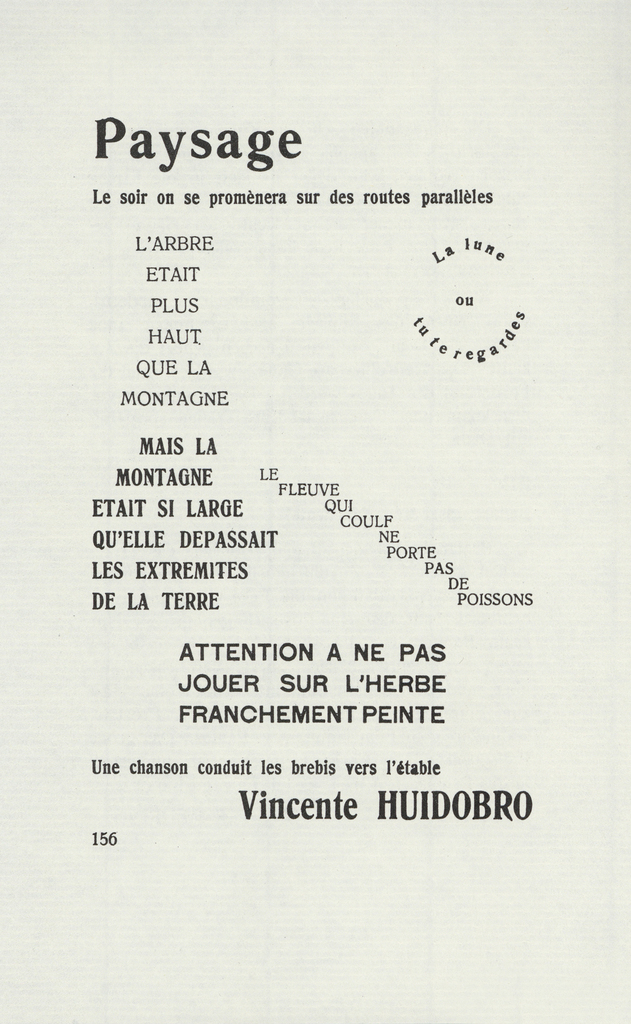 Paysage
Le soir on se promènera sur des routes parallèles
L'ARBRE
ETAIT
PLUS
HAUT
QUE LA
MONTAGNE
La lune
ou
tu te regardes
MAIS LA
MONTAGNE
ETAIT SI LARGE
QU'ELLE DEPASSAIT
LES EXTREMITES
DE LA TERRE
LE
FLEUVE
QUI
COULF
NE
PORTE
PAS
DE
POISSONS
ATTENTION A NE PAS
JOUER SUR L'HERBE
FRANCHEMENT PEINTE
Une chanson conduit les brebis vers l'étable
Vincente HUIDOBRO
156